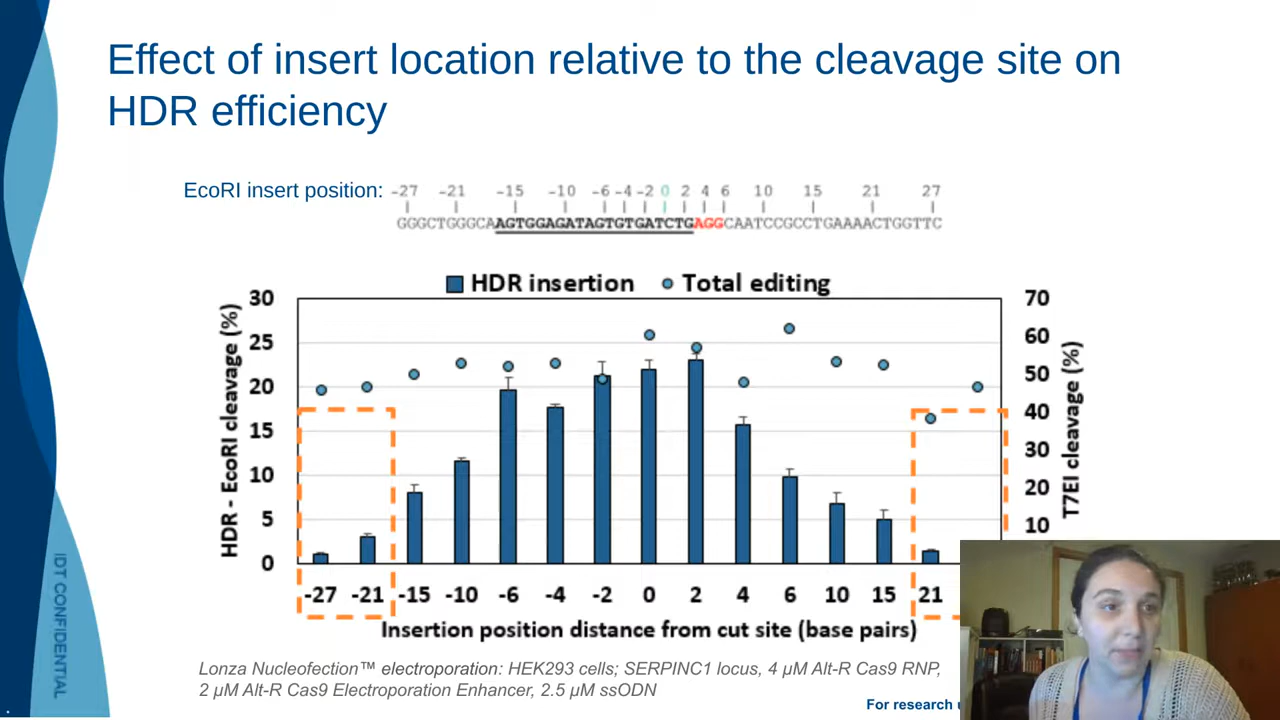 Effect of insert location relative to the cleavage site on
HDR efficiency
EcoRI insert position:
-27 -21 -15 -10 -6 -4 -2 0 2 4 6 10 15 21 27
GGGCTGGGCAAGTGGAGATAGTGTGATCTGAGGCAATCCGCCTGAAAACTGGTTC
HDR insertion Total editing
HDR - EcoRI cleavage (%)
30
25
20
15
10
5
0
70
60
50
40
30
20
10
T7EI cleavage (%)
-27 -21 -15 -10 -6 -4 -2 0 2 4 6 10 15 21
Insertion position distance from cut site (base pairs)
Lonza Nucleofection™ electroporation: HEK293 cells; SERPINC1 locus, 4 µM Alt-R Cas9 RNP,
2 µM Alt-R Cas9 Electroporation Enhancer, 2.5 µM ssODN
For research
IDT CONFIDENTIAL